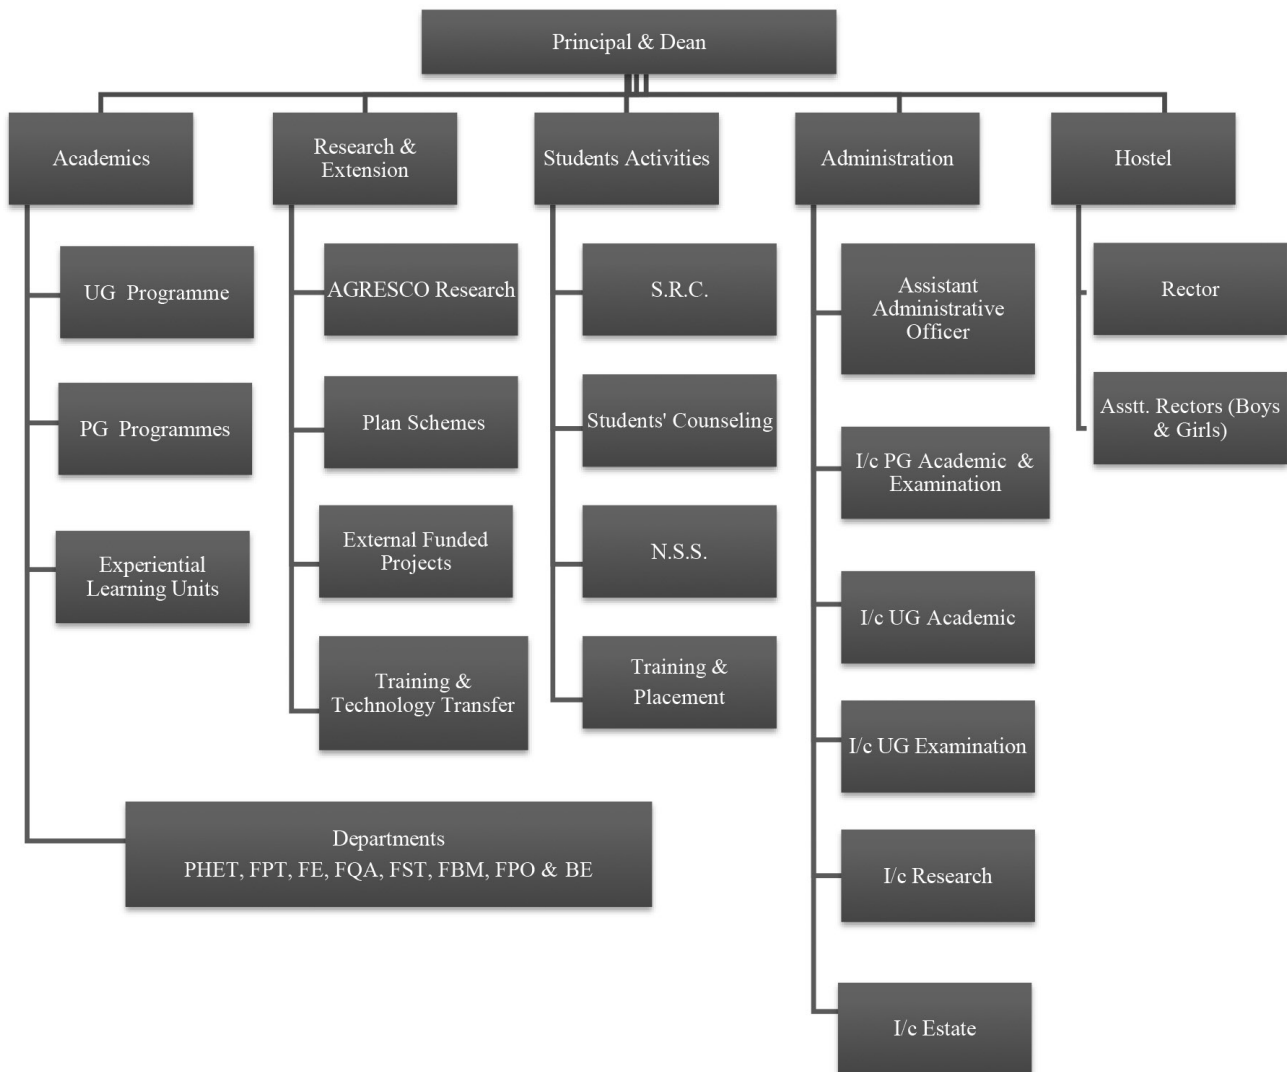 Principal & Dean
Academics
Research &
Extension
Students Activities
Administration
Hostel
UG Programme
PG Programmes
Experiential
Learning Units
Departments
PHET, FPT, FE, FQA, FST, FBM, FPO & BE
AGRESCO Research
Plan Schemes
External Funded
Projects
Training &
Technology Transfer
S.R.C.
Students' Counseling
N.S.S.
Training &
Placement
Assistant
Administrative
Officer
I/c PG Academic &
Examination
I/c UG Academic
I/c UG Examination
I/c Research
I/c Estate
Rector
Asstt. Rectors (Boys
& Girls)